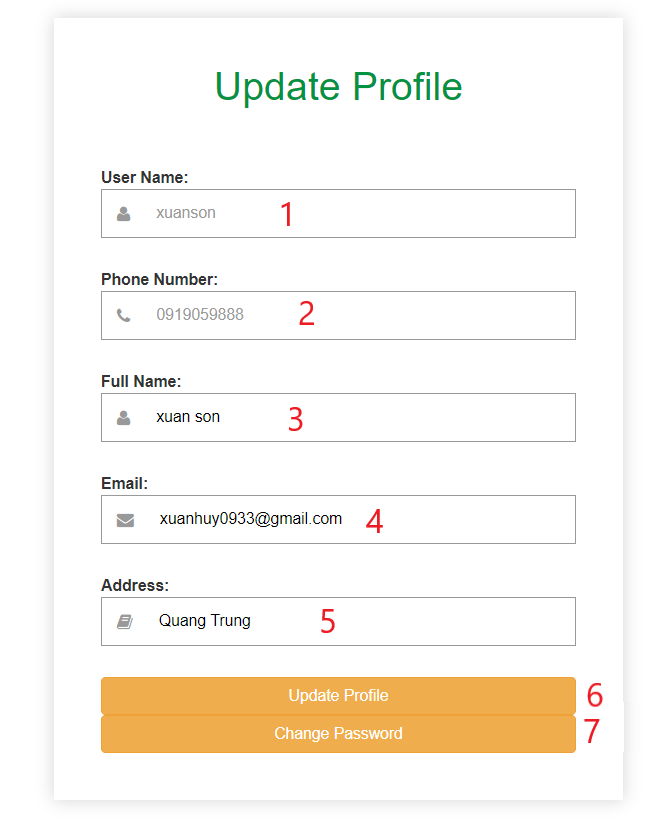 Update Profile
User Name:
xuanson 1
Phone Number:
0919059888 2
Full Name:
xuan son 3
Email:
xuanhuy0933@gmail.com 4
Address:
Quang Trung 5
Update Profile 6
Change Password 7